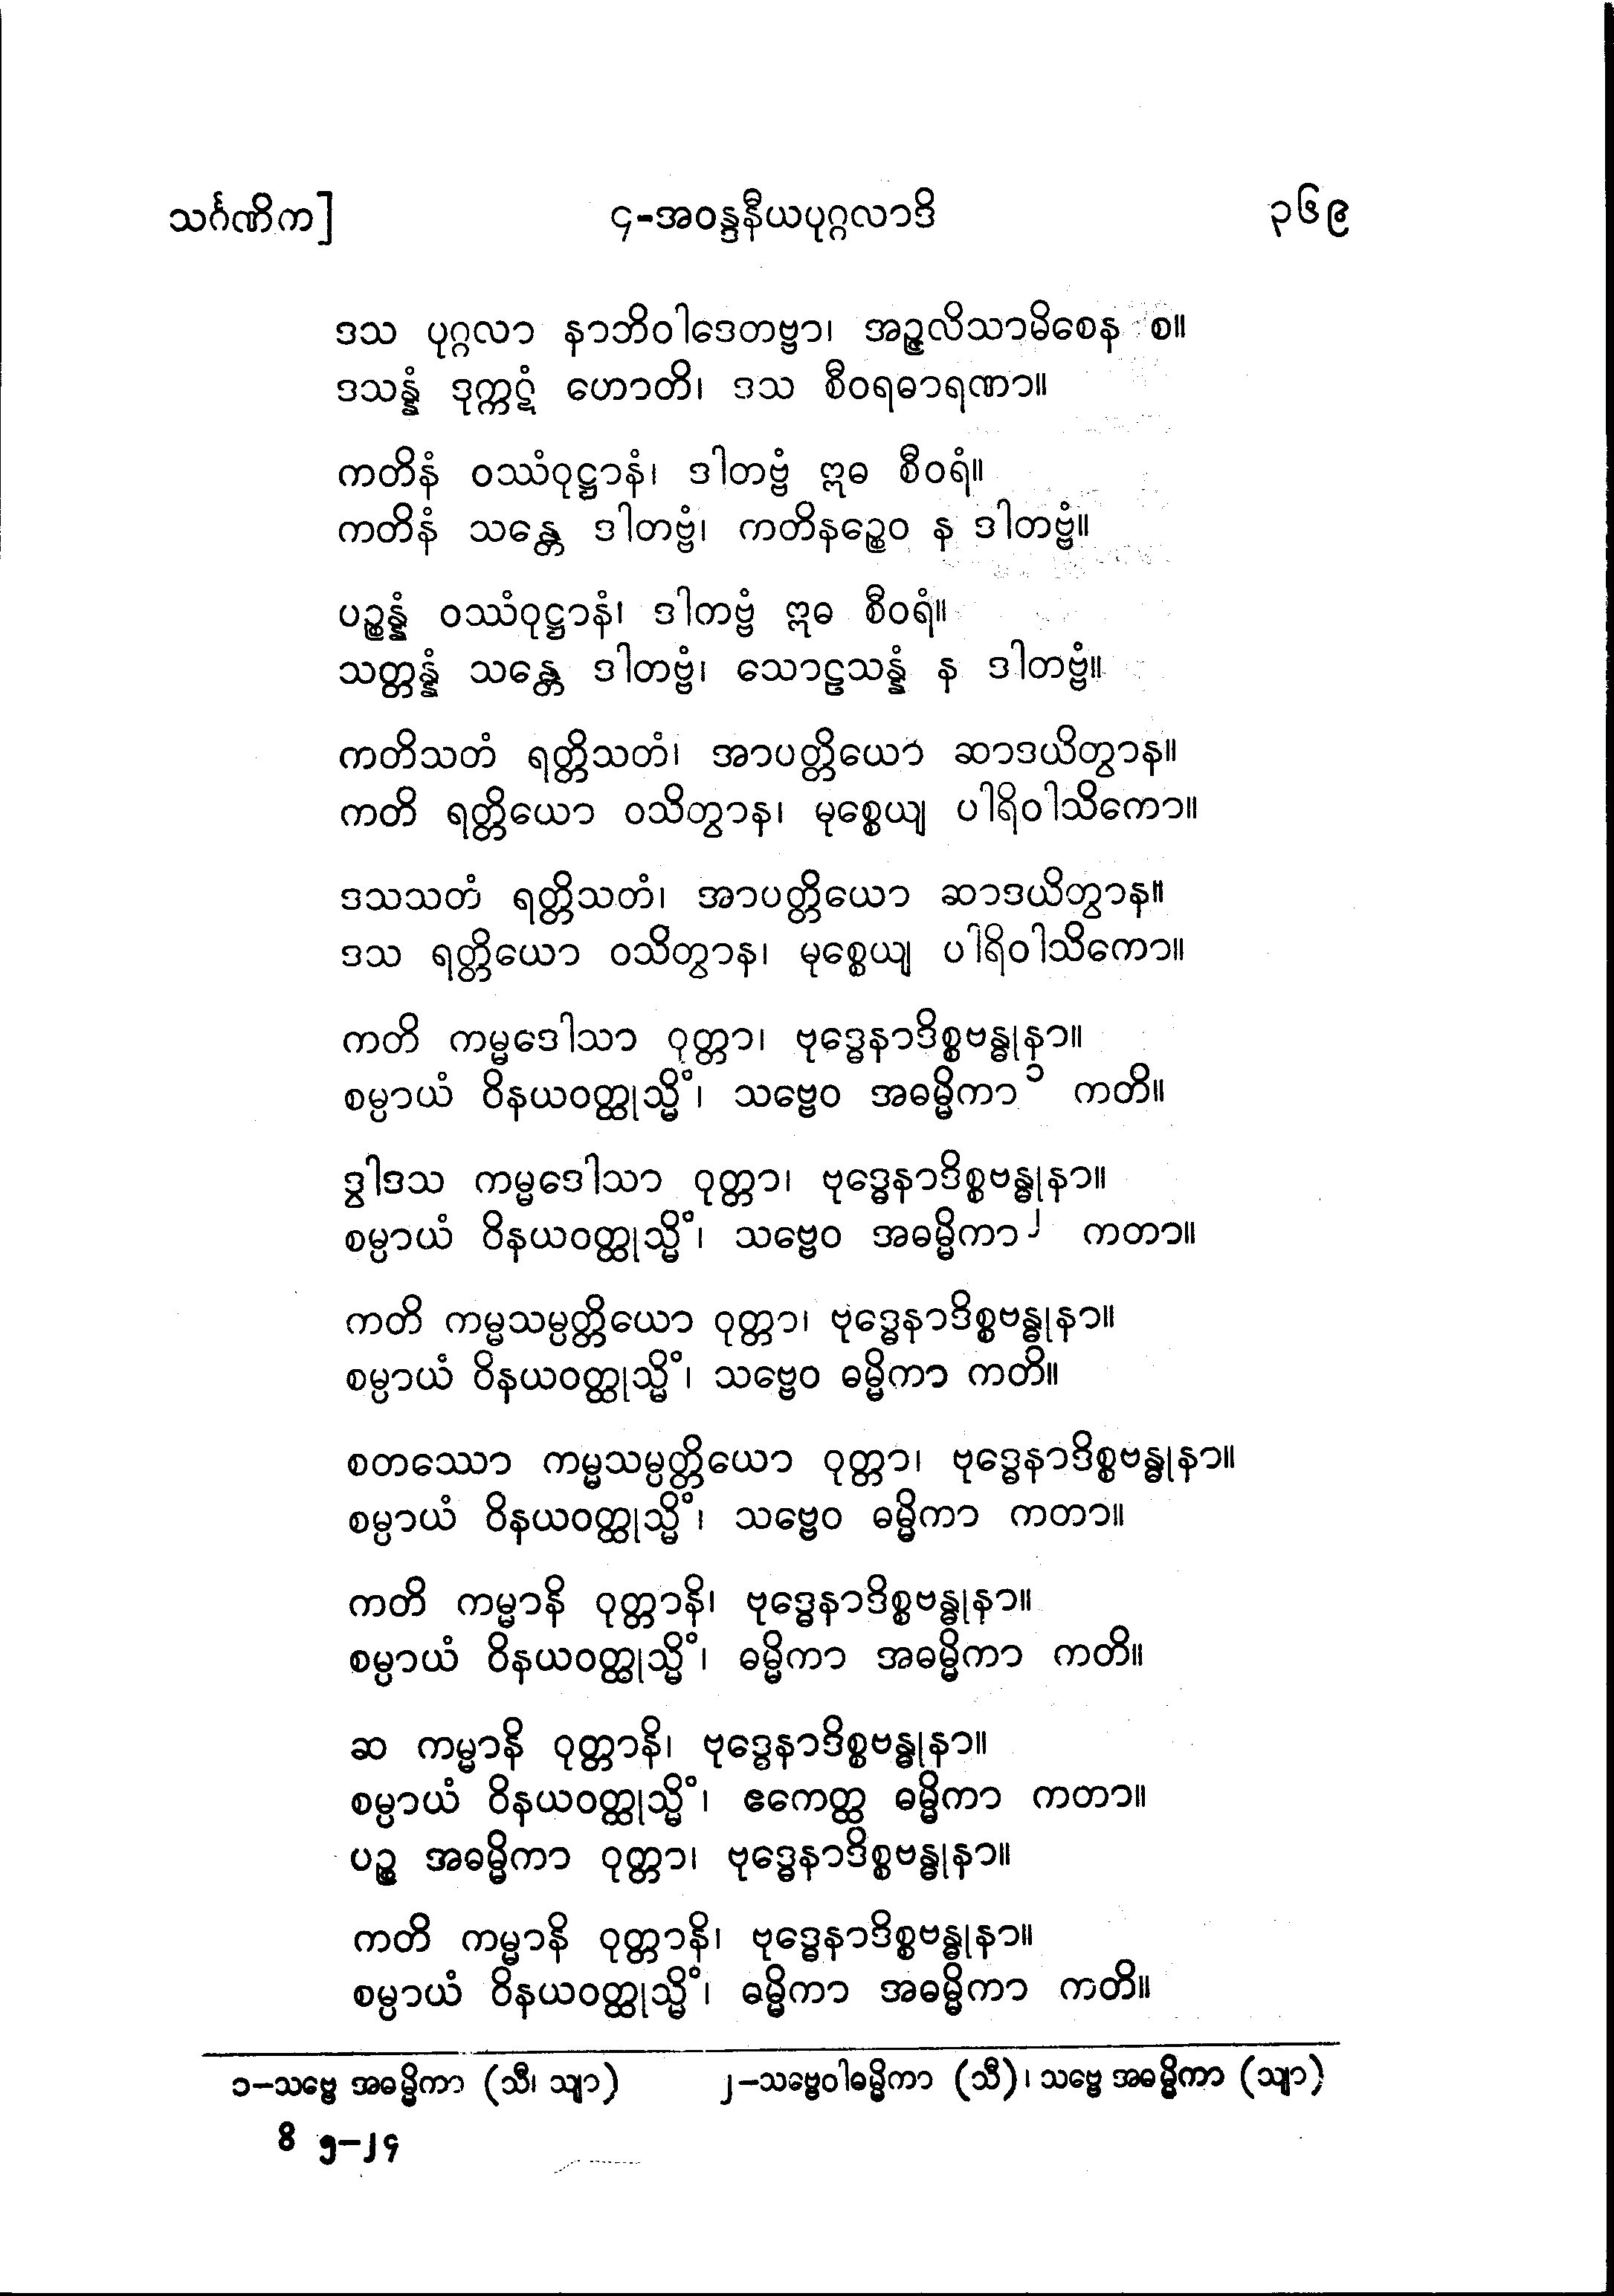 သင်္ဂဏိက]	၄-အဝန္ဒနီယပုဂ္ဂလာဒိ	၃၆၉
ဒသ ပုဂ္ဂလာ နာဘိဝါဒေတဗ္ဗာ၊ အဉ္ဇလိသာမိစေန စ။
ဒသန္နံ ဒုက္ကဋံ ဟောတိ၊ ဒသ စီဝရဓာရဏာ။
ကတိနံ ဝဿံဝုဋ္ဌာနံ၊ ဒါတဗ္ဗံ ဣဓ စီဝရံ။
ကတိနံ သန္တေ ဒါတဗ္ဗံ၊ ကတိနဉ္စေဝ န ဒါတဗ္ဗံ။
ပဉ္စန္နံ ဝဿံဝုဋ္ဌာနံ၊ ဒါကဗ္ဗံ ဣဓ စီဝရံ။
သတ္တန္နံ သန္တေ ဒါတဗ္ဗံ၊ သောဠသန္နံ န ဒါတဗ္ဗံ။
ကတိသတံ ရတ္တိသတံ၊ အာပတ္တိယော ဆာဒယိတွာန။
ကတိ ရတ္တိယော ဝသိတွာန၊ မုစ္စေယျ ပါရိဝါသိကော။
ဒသသတံ ရတ္တိသတံ၊ အာပတ္တိယော ဆာဒယိတွာန။
ဒသ ရတ္တိယော ဝသိတွာန၊ မုစ္စေယျ ပါရိဝါသိကော။
ကတိ ကမ္မဒေါသာ ဝုတ္တာ၊ ဗုဒ္ဓေနာဒိစ္စဗန္ဓုနာ။
စမ္ပာယံ ဝိနယဝတ္ထုသ္မိံ၊ သဗ္ဗေဝ အဓမ္မိကာ၁ ကတိ။
ဒွါဒသ ကမ္မဒေါသာ ဝုတ္တာ၊ ဗုဒ္ဓေနာဒိစ္စဗန္ဓုနာ။
စမ္ပာယံ ဝိနယဝတ္ထုသ္မိံ၊ သဗ္ဗေဝ အဓမ္မိကာ၂ ကတာ။
ကတိ ကမ္မသမ္ပတ္တိယော ဝုတ္တာ၊ ဗုဒ္ဓေနာဒိစ္စဗန္ဓုနာ။
စမ္ပာယံ ဝိနယဝတ္ထုသ္မိံ၊ သဗ္ဗေဝ ဓမ္မိကာ ကတိ။
စတဿော ကမ္မသမ္ပတ္တိယော ဝုတ္တာ၊ ဗုဒ္ဓေနာဒိစ္စဗန္ဓုနာ။
စမ္ပာယံ ဝိနယဝတ္ထုသ္မိံ၊ သဗ္ဗေဝ ဓမ္မိကာ ကတာ။
ကတိ ကမ္မာနိ ဝုတ္တာနိ၊ ဗုဒ္ဓေနာဒိစ္စဗန္ဓုနာ။
စမ္ပာယံ ဝိနယဝတ္ထုသ္မိံ၊ ဓမ္မိကာ အဓမ္မိကာ ကတိ။
ဆ ကမ္မာနိ ဝုတ္တာနိ၊ ဗုဒ္ဓေနာဒိစ္စဗန္ဓုနာ။
စမ္ပာယံ ဝိနယဝတ္ထုသ္မိံ၊ ဧကေတ္ထ ဓမ္မိကာ ကတာ။
ပဉ္စ အဓမ္မိကာ ဝုတ္တာ၊ ဗုဒ္ဓေနာဒိစ္စဗန္ဓုနာ။
ကတိ ကမ္မာနိ ဝုတ္တာနိ၊ ဗုဒ္ဓေနာဒိစ္စဗန္ဓုနာ။
စမ္ပာယံ ဝိနယဝတ္ထုသ္မိံ၊ ဓမ္မိကာ အဓမ္မိကာ ကတိ။
၁–သဗ္ဗေ အဓမ္မိကာ (သီ၊ သျာ)	၂–သဗ္ဗေဝါဓမ္မိကာ (သီ)၊ သဗ္ဗေ အဓမ္မိကာ (သျာ)
ဝိ ၅–၂၄